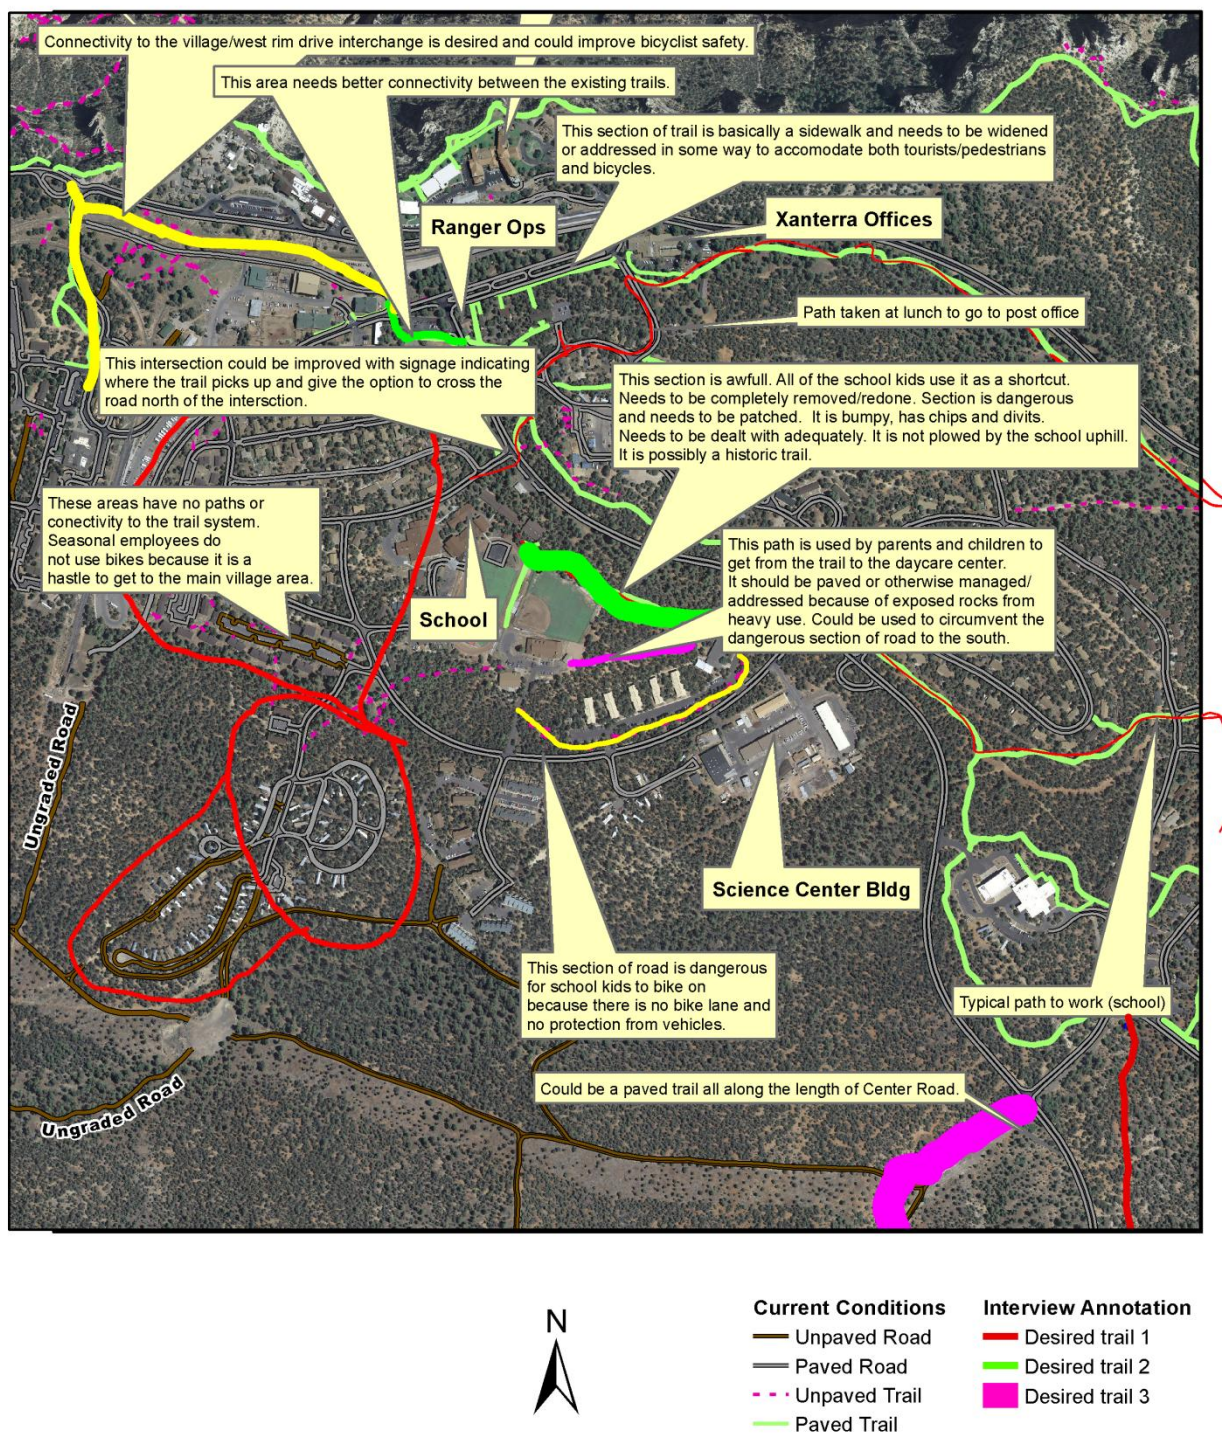 Connectivity to the village/west rim drive interchange is desired and could improve bicyclist safety.
This area needs better connectivity between the existing trails.
This section of trail is basically a sidewalk and needs to be widened
or addressed in some way to accomodate both tourists/pedestrians
and bicycles.
Ranger Ops
Xanterra Offices
Path taken at lunch to go to post office
This intersection could be improved with signage indicating
where the trail picks up and give the option to cross the
road north of the intersction.
This section is awfull. All of the school kids use it as a shortcut.
Needs to be completely removed/redone. Section is dangerous
and needs to be patched. It is bumpy, has chips and divits.
Needs to be dealt with adequately. It is not plowed by the school uphill.
It is possibly a historic trail.
These areas have no paths or
conectivity to the trail system.
Seasonal employees do
not use bikes because it is a
hastle to get to the main village area.
This path is used by parents and children to
get from the trail to the daycare center.
It should be paved or otherwise managed/
addressed because of exposed rocks from
heavy use. Could be used to circumvent the
dangerous section of road to the south.
School
Ungraded Road
Science Center Bldg
This section of road is dangerous
for school kids to bike on
because there is no bike lane and
no protection from vehicles.
Typical path to work (school)
Could be a paved trail all along the length of Center Road.
Ungraded Road
N
Current Conditions
Unpaved Road
Paved Road
Unpaved Trail
Paved Trail
Interview Annotation
Desired trail 1
Desired trail 2
Desired trail 3